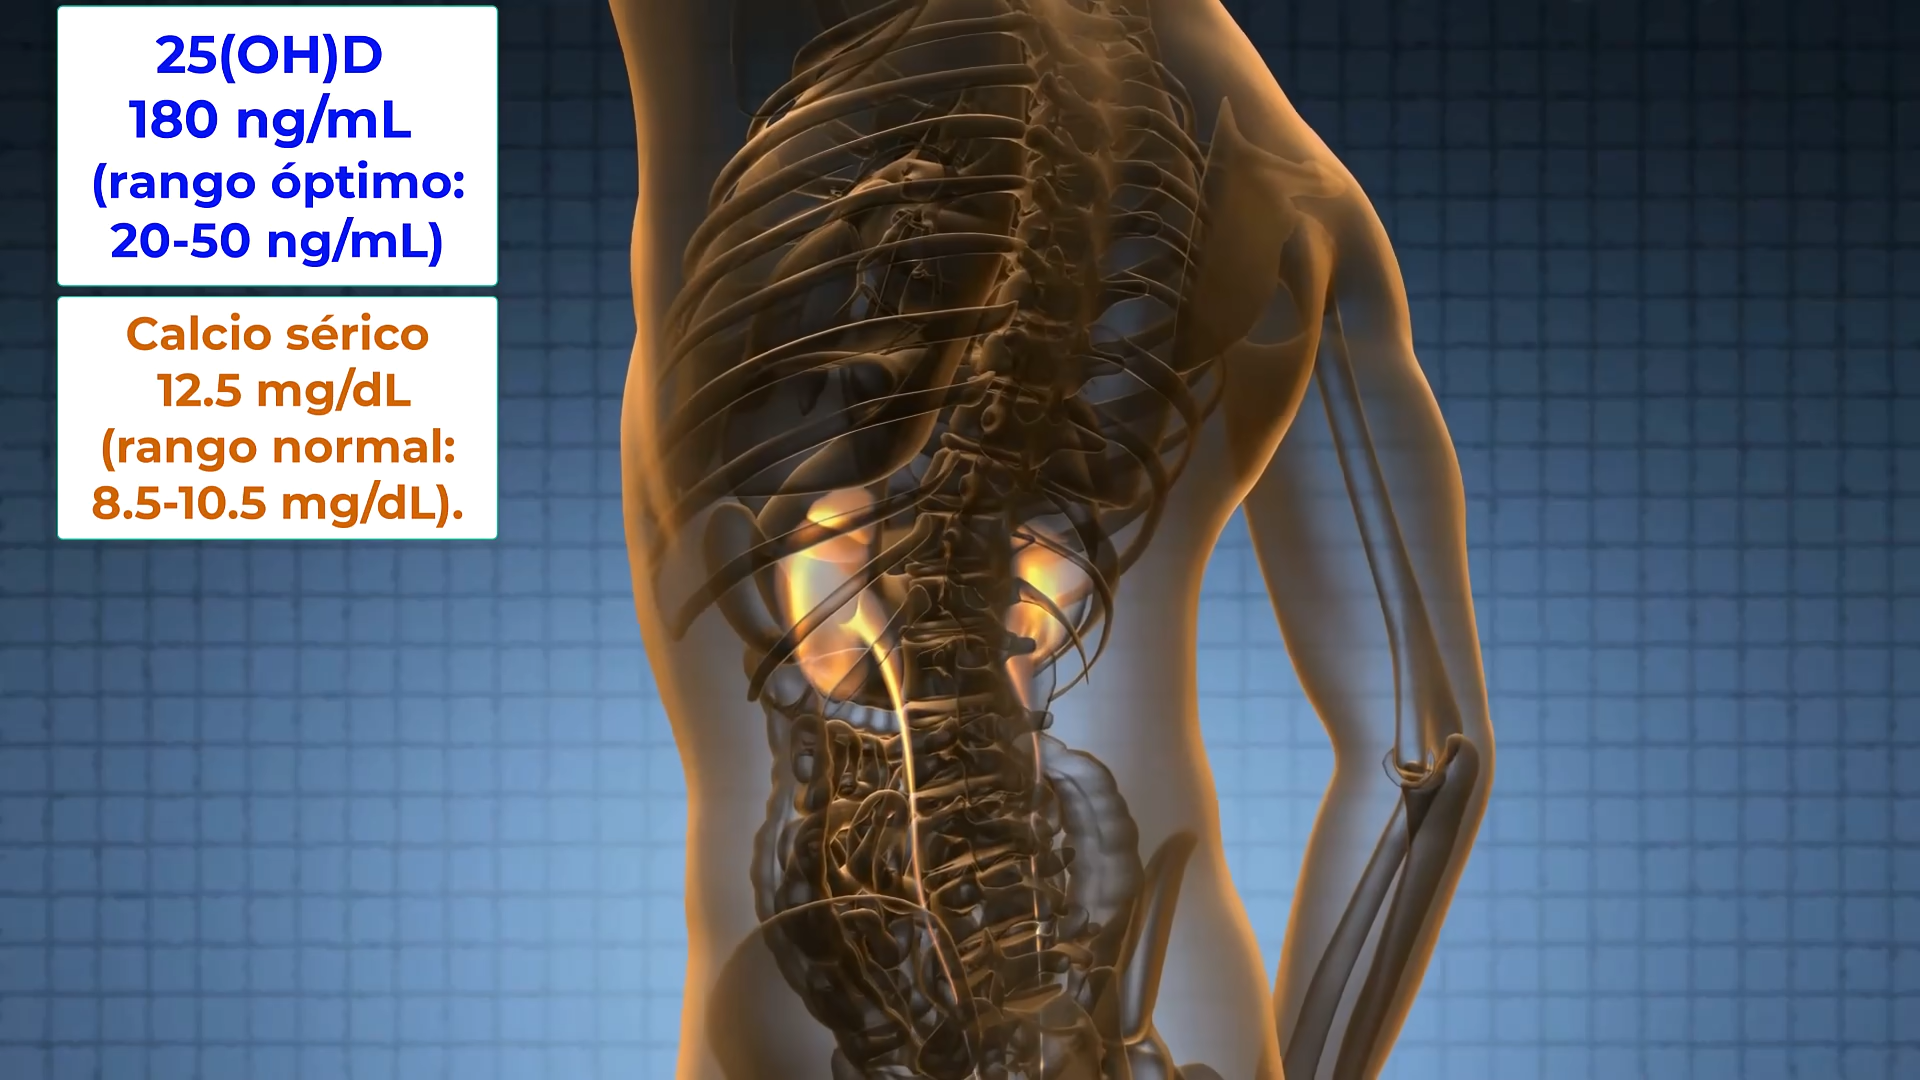 25(OH)D
180 ng/mL
(rango óptimo:
20-50 ng/mL)
Calcio sérico
12.5 mg/dL
(rango normal:
8.5-10.5 mg/dL).